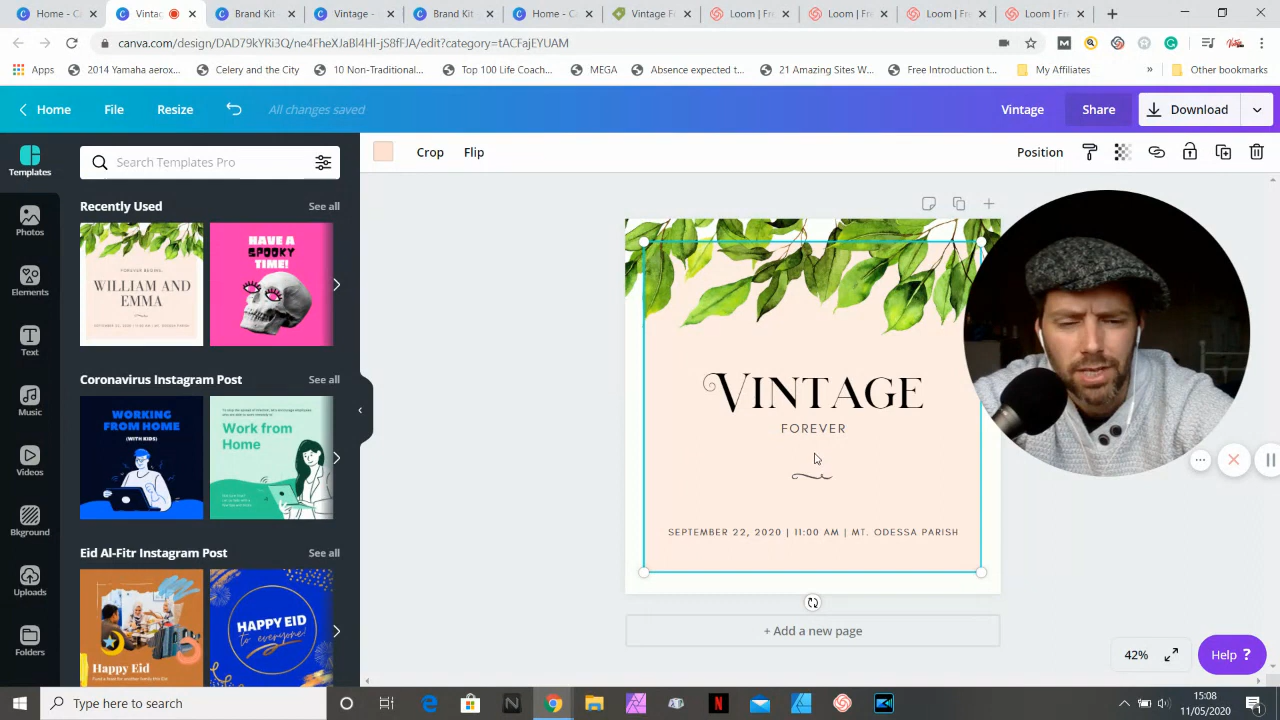 Brand Kit
Vintag
Brand Ki
Vintage
Brand Kit
Home - C
Vintage F
Loom | Fr
Loom | Fre
Loom | Fre
Loom | Fr
canva.com/design/DAD79kYRi3Q/ne4FheXJaBl4HI-jS8fFJA/edit?category=tACFajEYUAM
Apps
2014 Yamaha aerox...
Celery and the City
10 Non-Traditional...
Top 100 Life Coach...
MEGA
Absence expected t...
21 Amazing Sites W...
Free Introduction t...
My Affiliates
Other bookmarks
Home
File
Resize
All changes saved
Vintage
Share
Download
Templates
Search Templates Pro
Crop
Flip
Position
Recently Used
See all
Photos
FOREVER BEGINS
WILLIAM AND
EMMA
HAVE A
SPOOKY
TIME!
Elements
Text
Music
Videos
Bkground
Uploads
Folders
Coronavirus Instagram Post
See all
WORKING
FROM HOME
(WITH KIDS)
Work from
Home
Eid Al-Fitr Instagram Post
See all
Happy Eid
HAPPY EID
to everyone!
VINTAGE
FOREVER
SEPTEMBER 22, 2020 | 11:00 AM | MT. ODESSA PARISH
+ Add a new page
42%
Help ?
Type here to search
15:08
11/05/2020